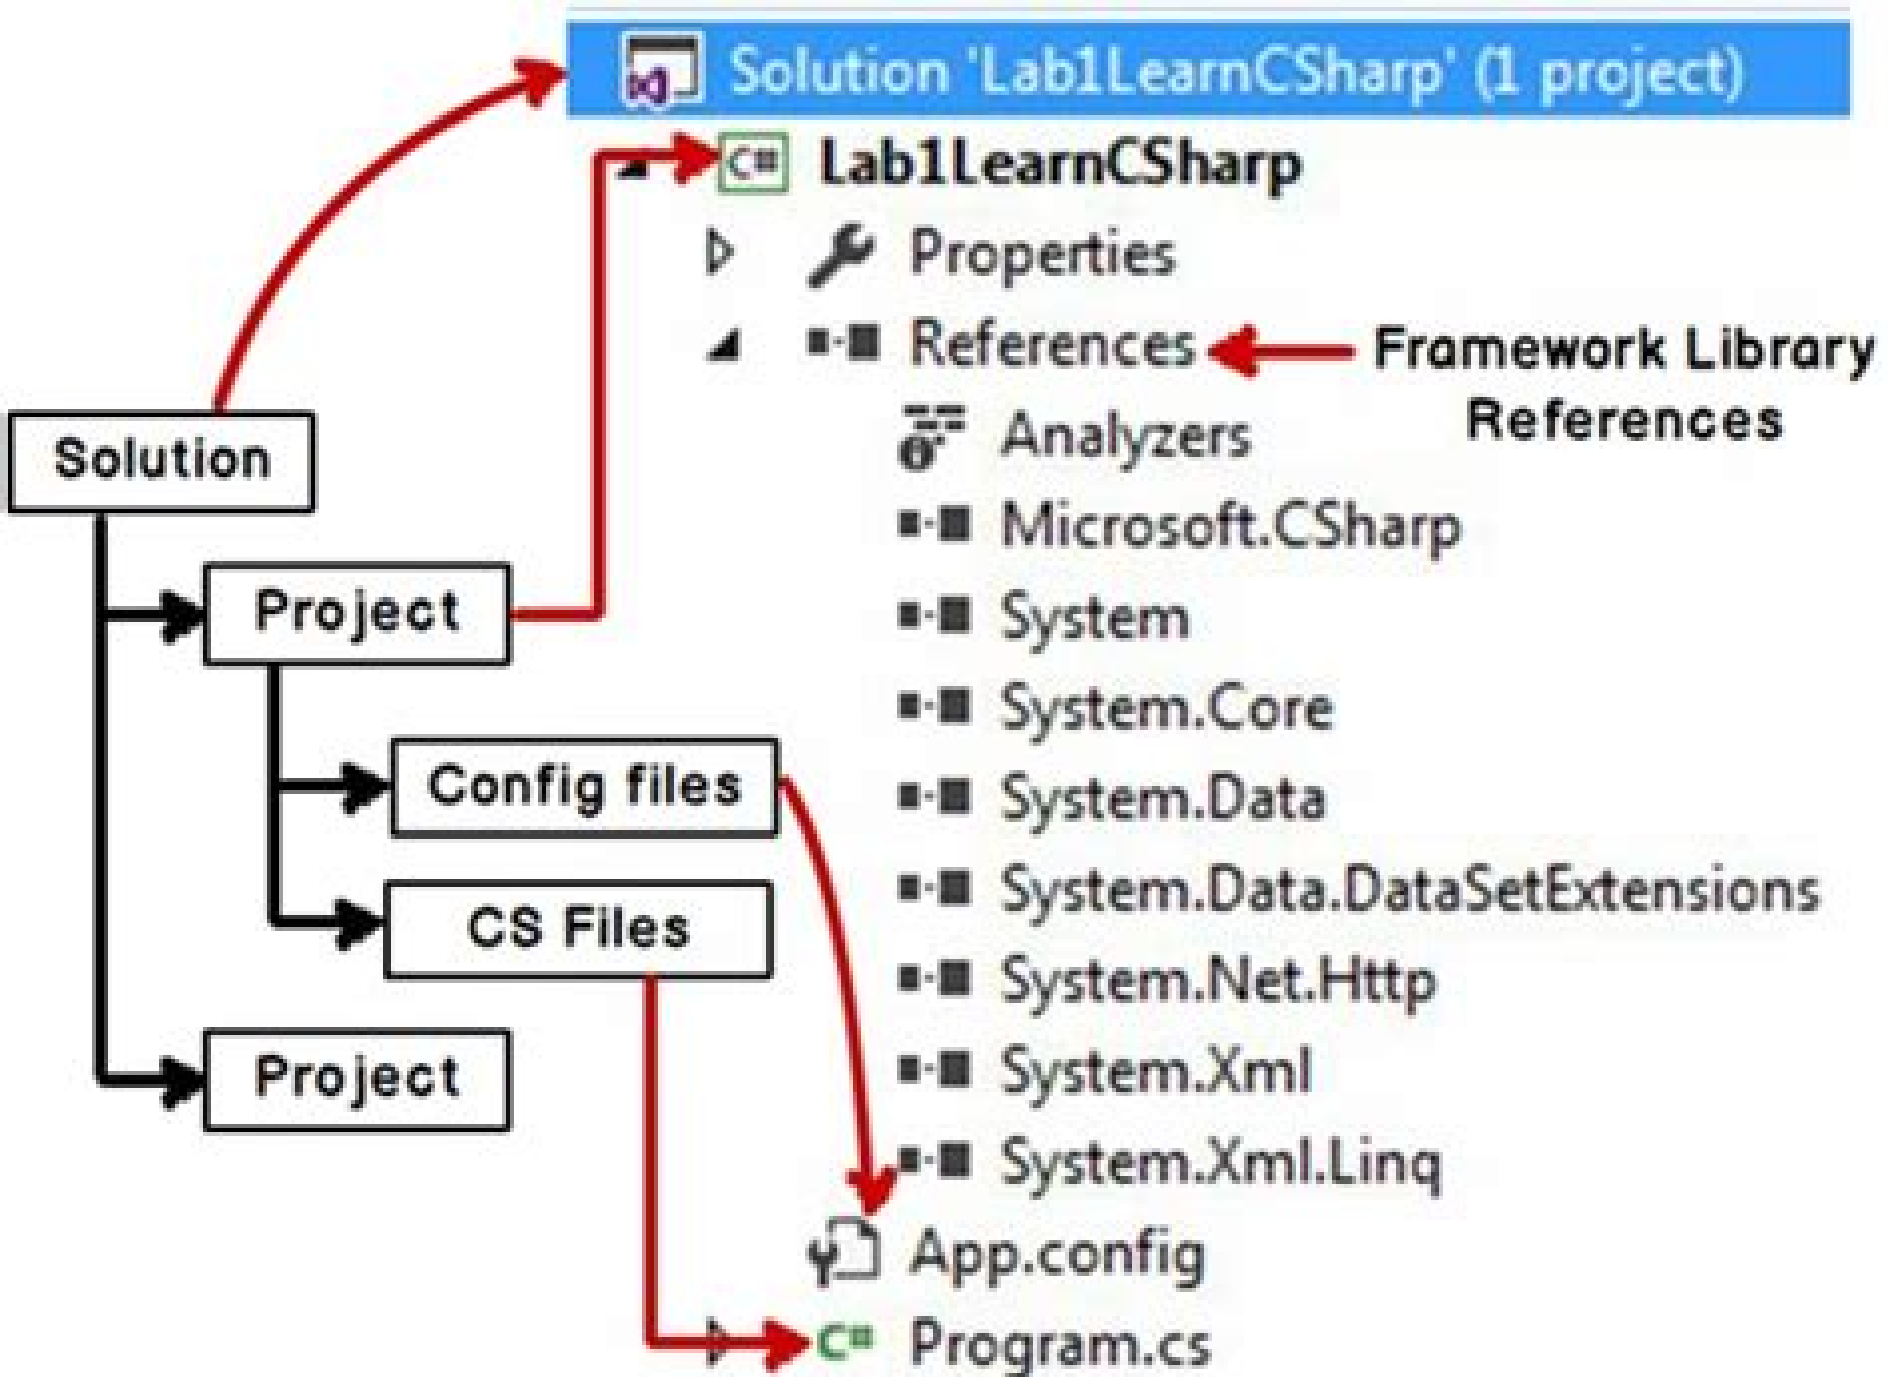 Solution 'Lab1LearnCSharp' (1 project)
C# Lab1LearnCSharp
Properties
References
Framework Library
References
Analyzers
Microsoft.CSharp
System
System.Core
System.Data
System.Data.DataSetExtensions
System.Net.Http
System.Xml
System.Xml.Linq
App.config
C# Program.cs
Solution
Project
Config files
CS Files
Project